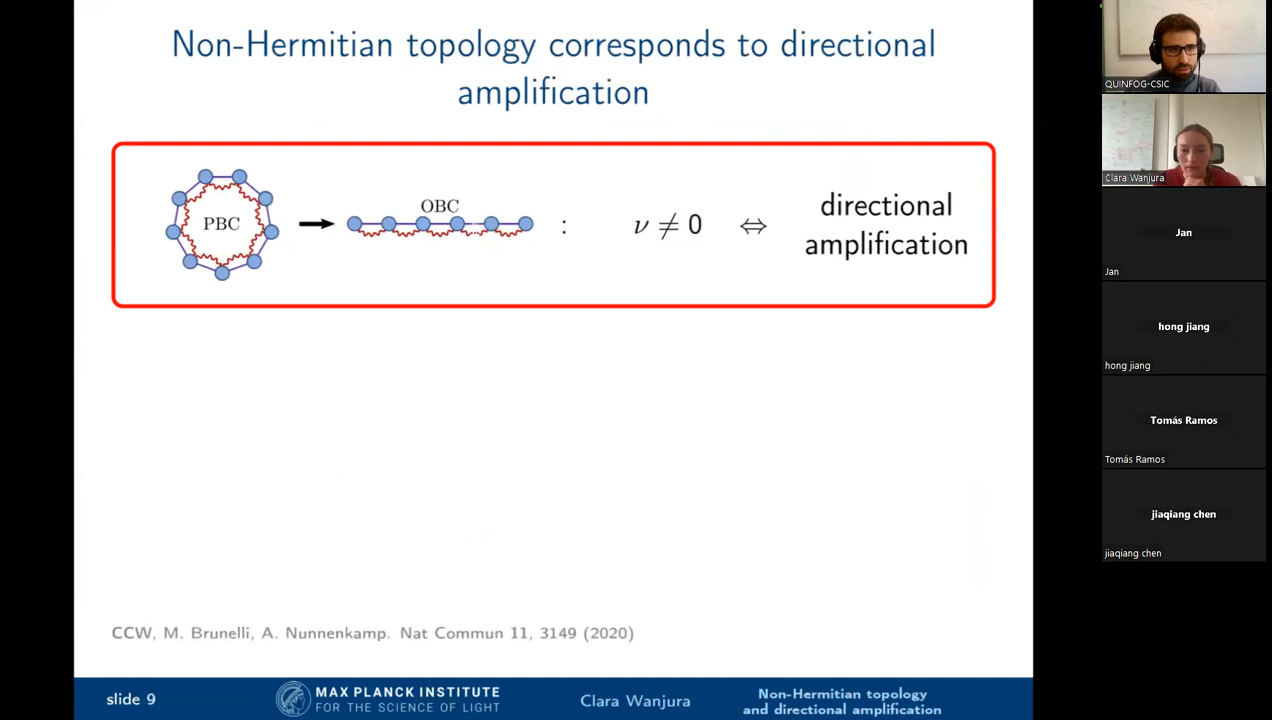 Non-Hermitian topology corresponds to directional
amplification
PBC
OBC
:
ν ≠ 0
⇔
directional
amplification
CCW, M. Brunelli, A. Nunnenkamp. Nat Commun 11, 3149 (2020)
slide 9
MAX PLANCK INSTITUTE
FOR THE SCIENCE OF LIGHT
Clara Wanjura
Non-Hermitian topology
and directional amplification
QUINFOG-CSIC
Clara Wanjura
Jan
Jan
hong jiang
hong jiang
Tomás Ramos
Tomás Ramos
jiaqiang chen
jiaqiang chen